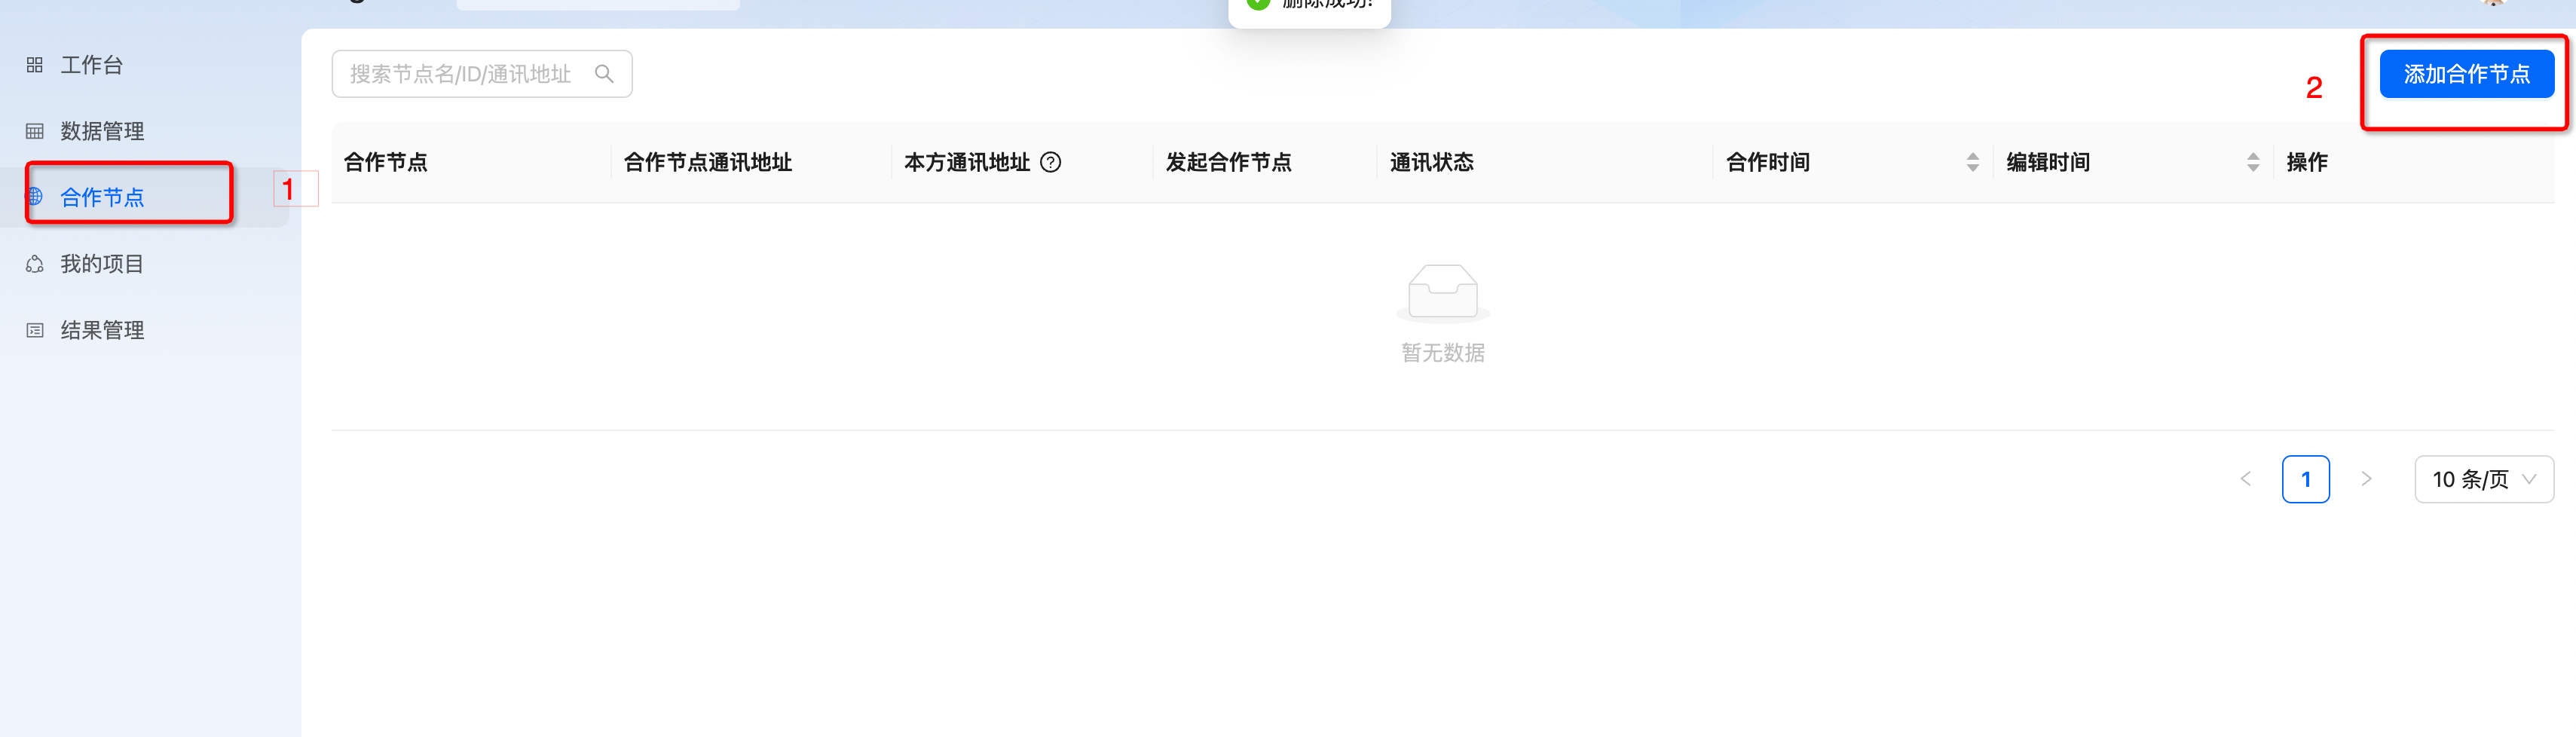 删除成功!
工作台
数据管理
合作节点
我的项目
结果管理
1
搜索节点名/ID/通讯地址
2
添加合作节点
合作节点 合作节点通讯地址 本方通讯地址 发起合作节点 通讯状态 合作时间 编辑时间 操作
暂无数据
1
10 条/页